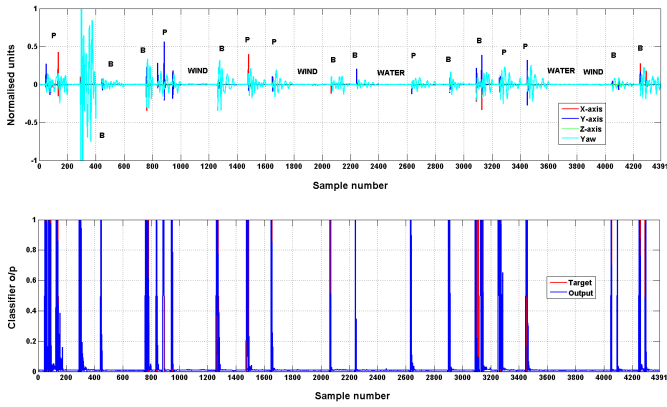 1
0.5
0
-0.5
-1
Normalised units
P B B P B P P B B P B B P P B B
WIND WIND WATER WATER WIND
B
X-axis
Y-axis
Z-axis
Yaw
0 200 400 600 800 1000 1200 1400 1600 1800 2000 2200 2400 2600 2800 3000 3200 3400 3600 3800 4000 4200 4391
Sample number
1
0.8
0.6
0.4
0.2
0
Classifier o/p
Target
Output
0 200 400 600 800 1000 1200 1400 1600 1800 2000 2200 2400 2600 2800 3000 3200 3400 3600 3800 4000 4200 4391
Sample number